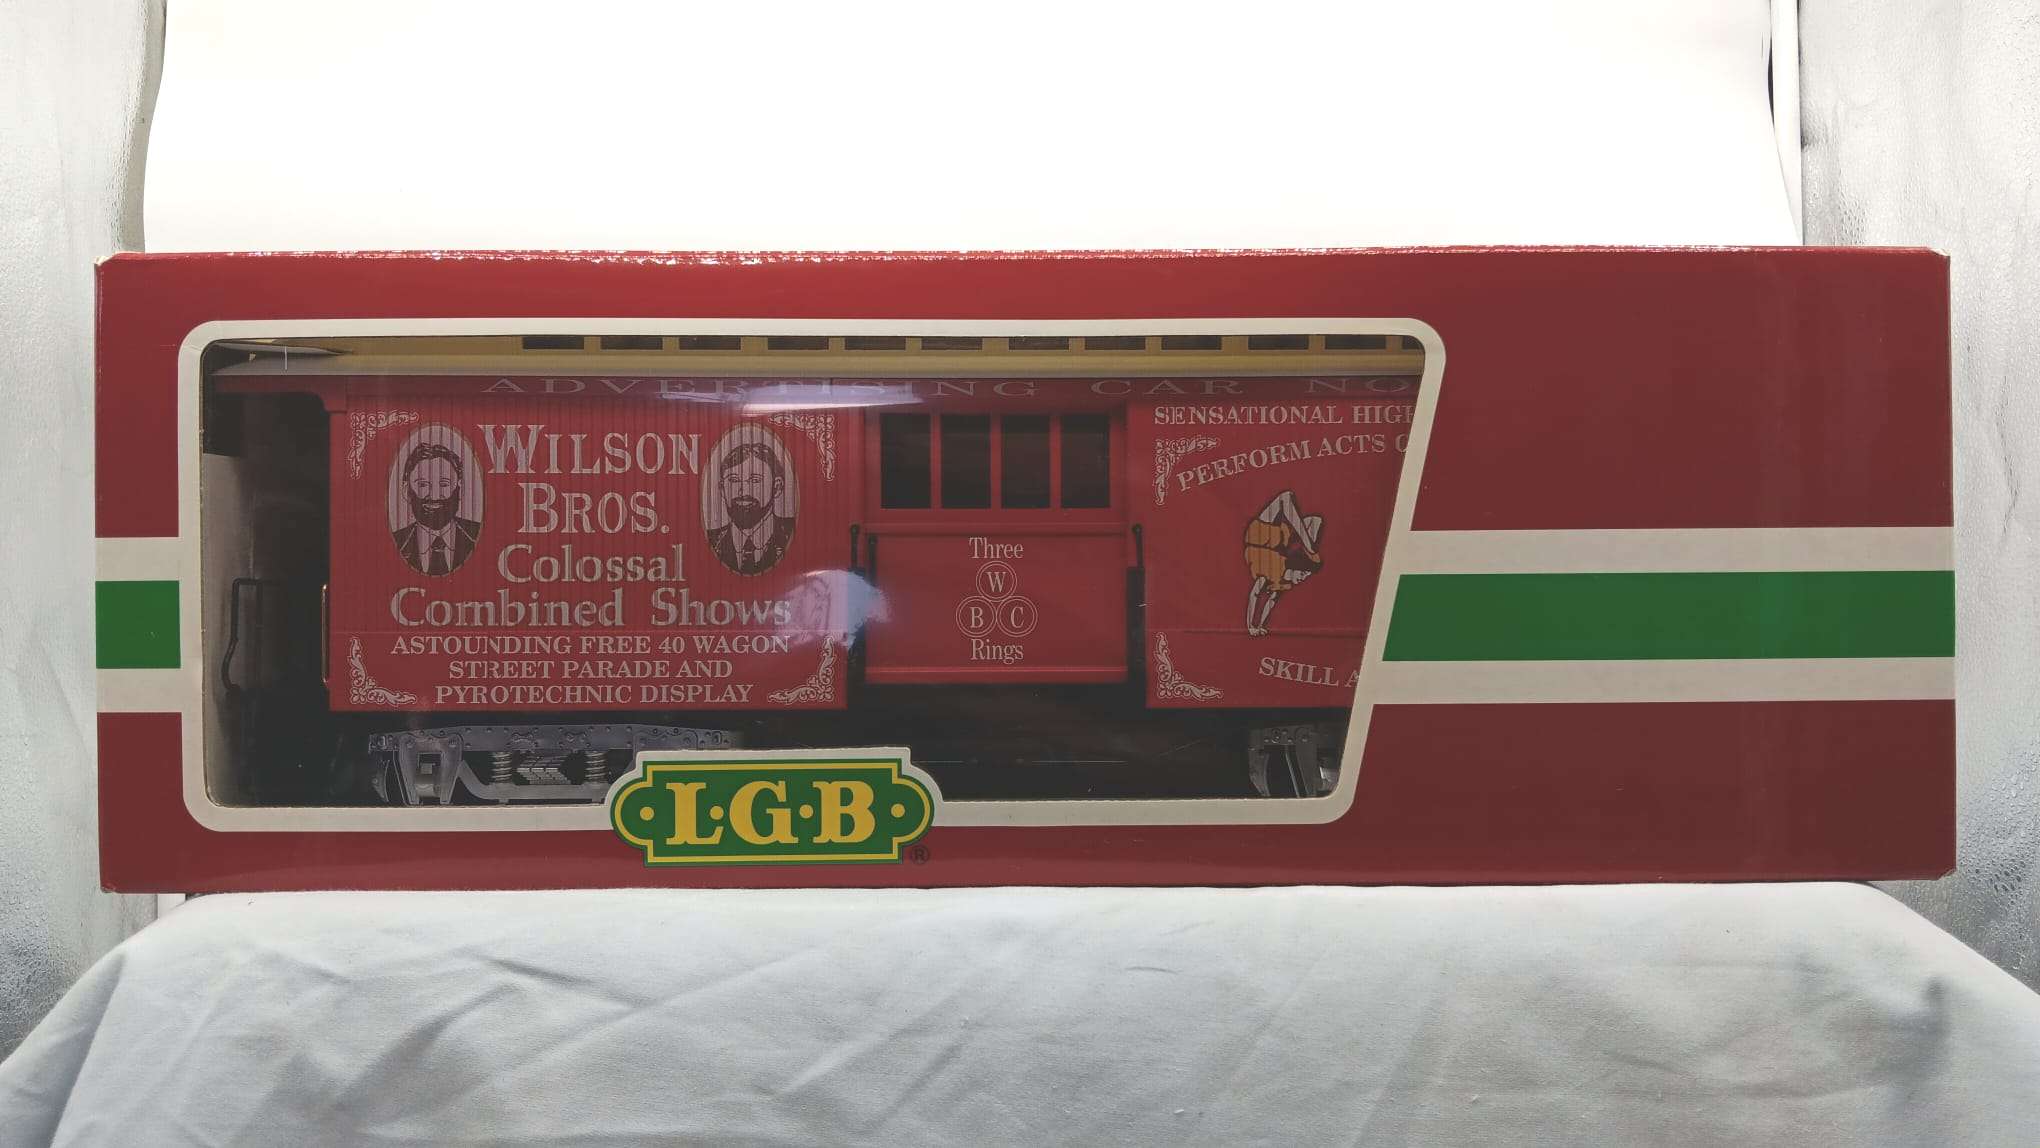 ADVERTISING CAR NO
WILSON
BROS.
Colossal
Combined Shows
ASTOUNDING FREE 40 WAGON
STREET PARADE AND
PYROTECHNIC DISPLAY
Three
W
B C
Rings
SENSATIONAL HIGH
PERFORM ACTS
SKILL
L·G·B
®